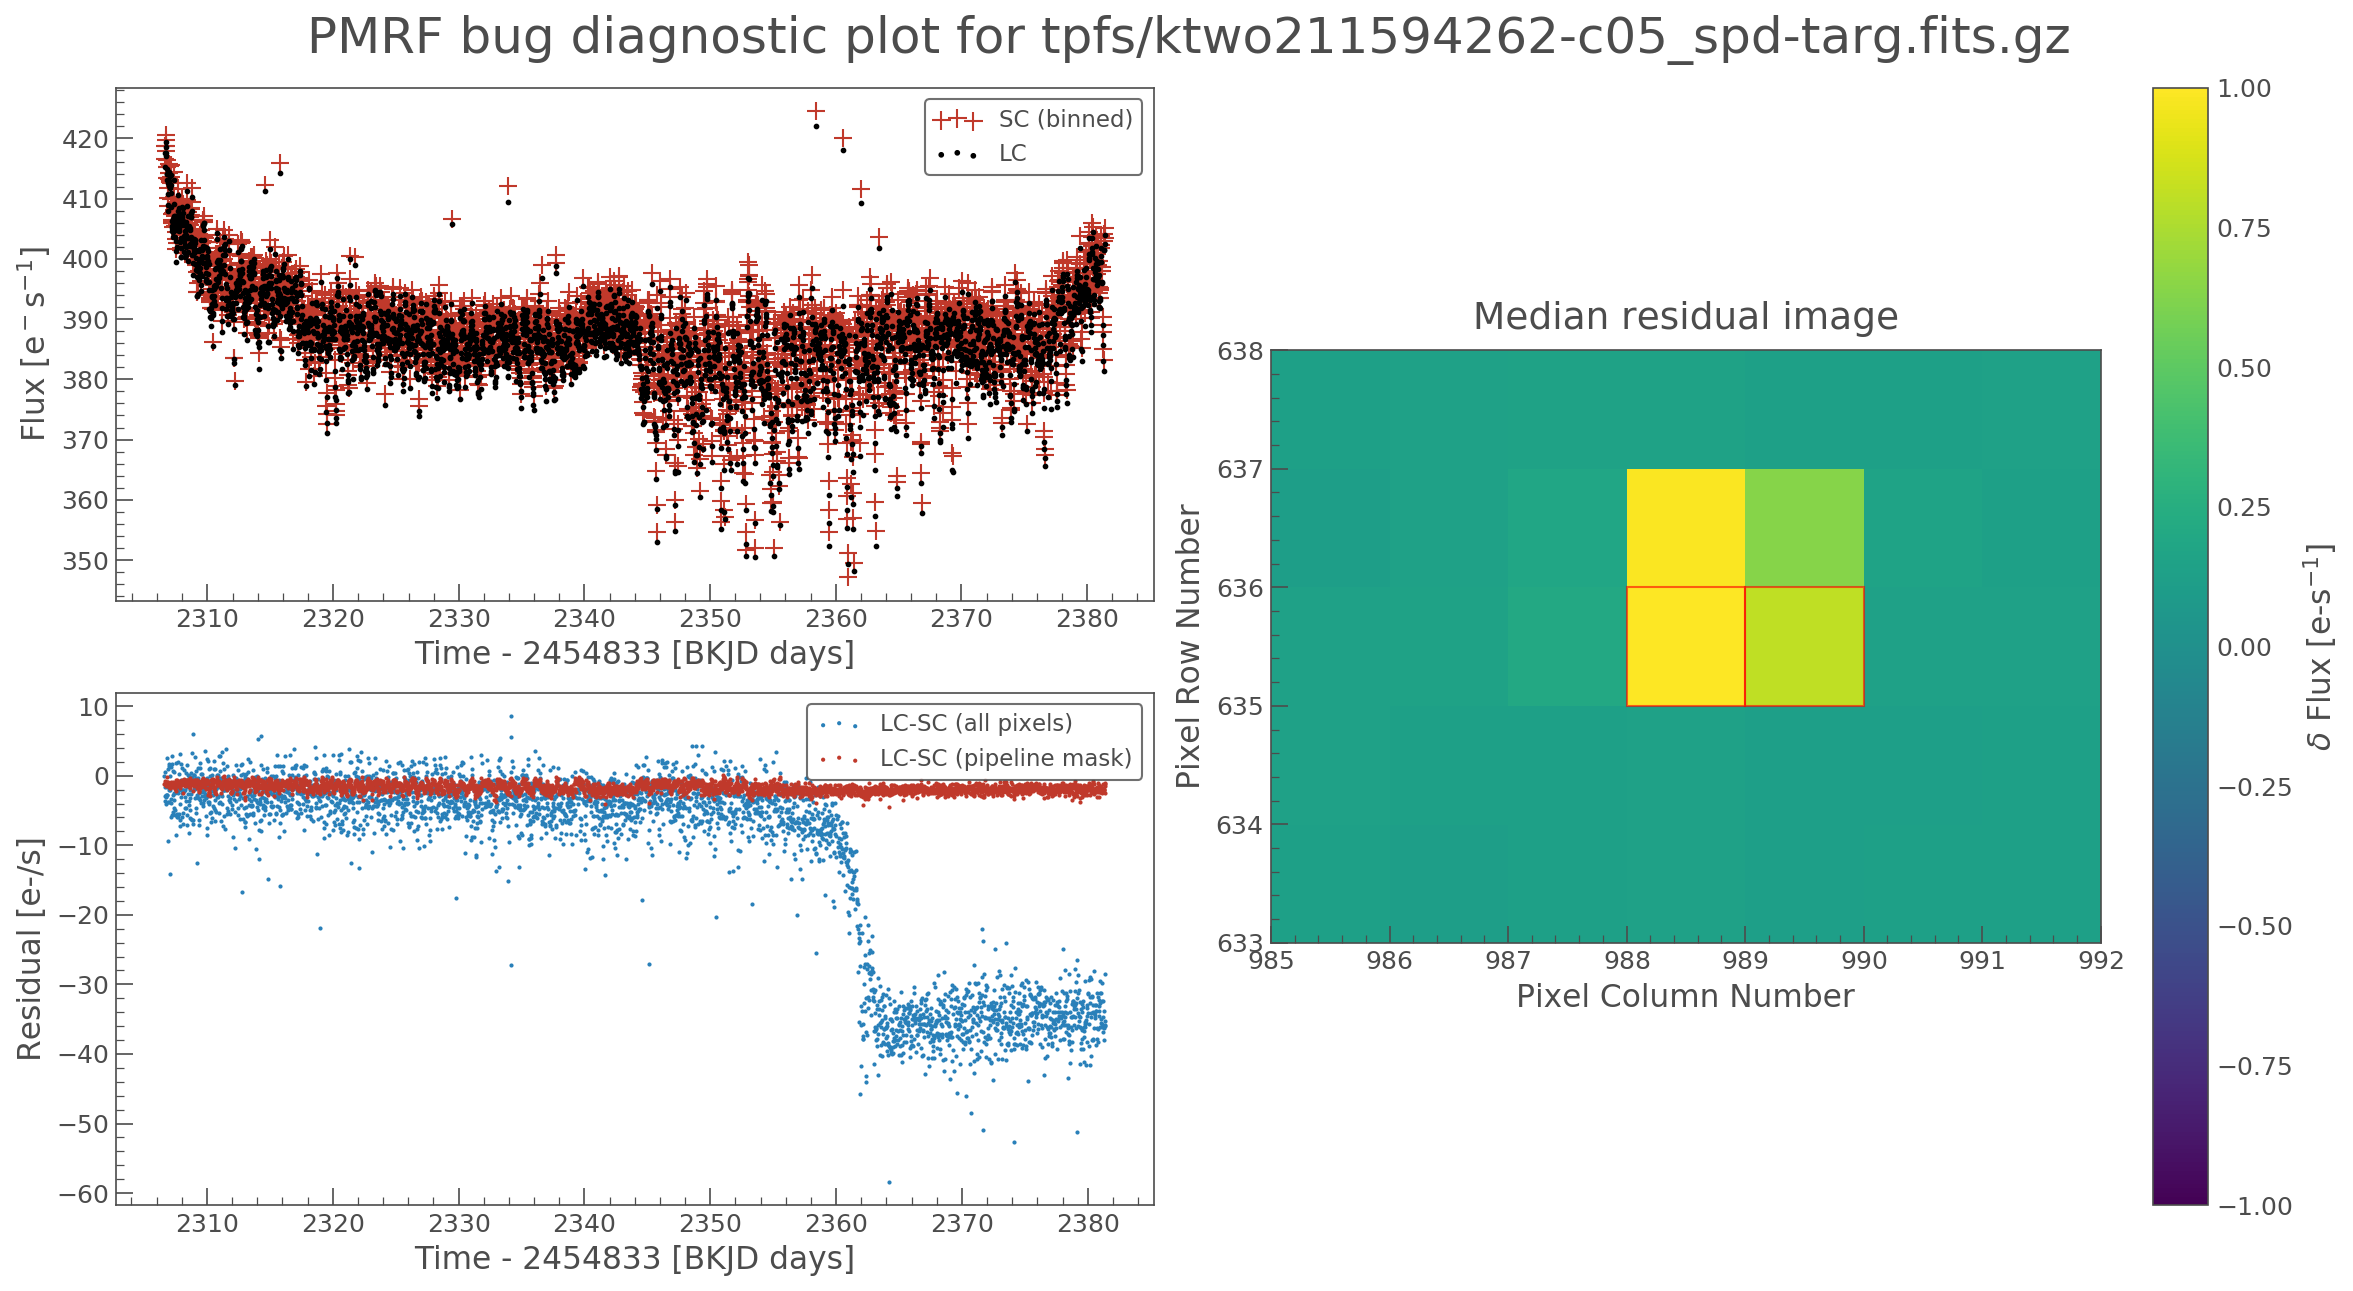 PMRF bug diagnostic plot for tpfs/ktwo211594262-c05_spd-targ.fits.gz
Flux [e⁻ s⁻¹]
420
410
400
390
380
370
360
350
SC (binned)
LC
2310 2320 2330 2340 2350 2360 2370 2380
Time - 2454833 [BKJD days]
Residual [e-/s]
10
0
−10
−20
−30
−40
−50
−60
LC-SC (all pixels)
LC-SC (pipeline mask)
2310 2320 2330 2340 2350 2360 2370 2380
Time - 2454833 [BKJD days]
Median residual image
Pixel Row Number
638
637
636
635
634
633
985 986 987 988 989 990 991 992
Pixel Column Number
1.00
0.75
0.50
0.25
0.00
−0.25
−0.50
−0.75
−1.00
δ Flux [e-s⁻¹]